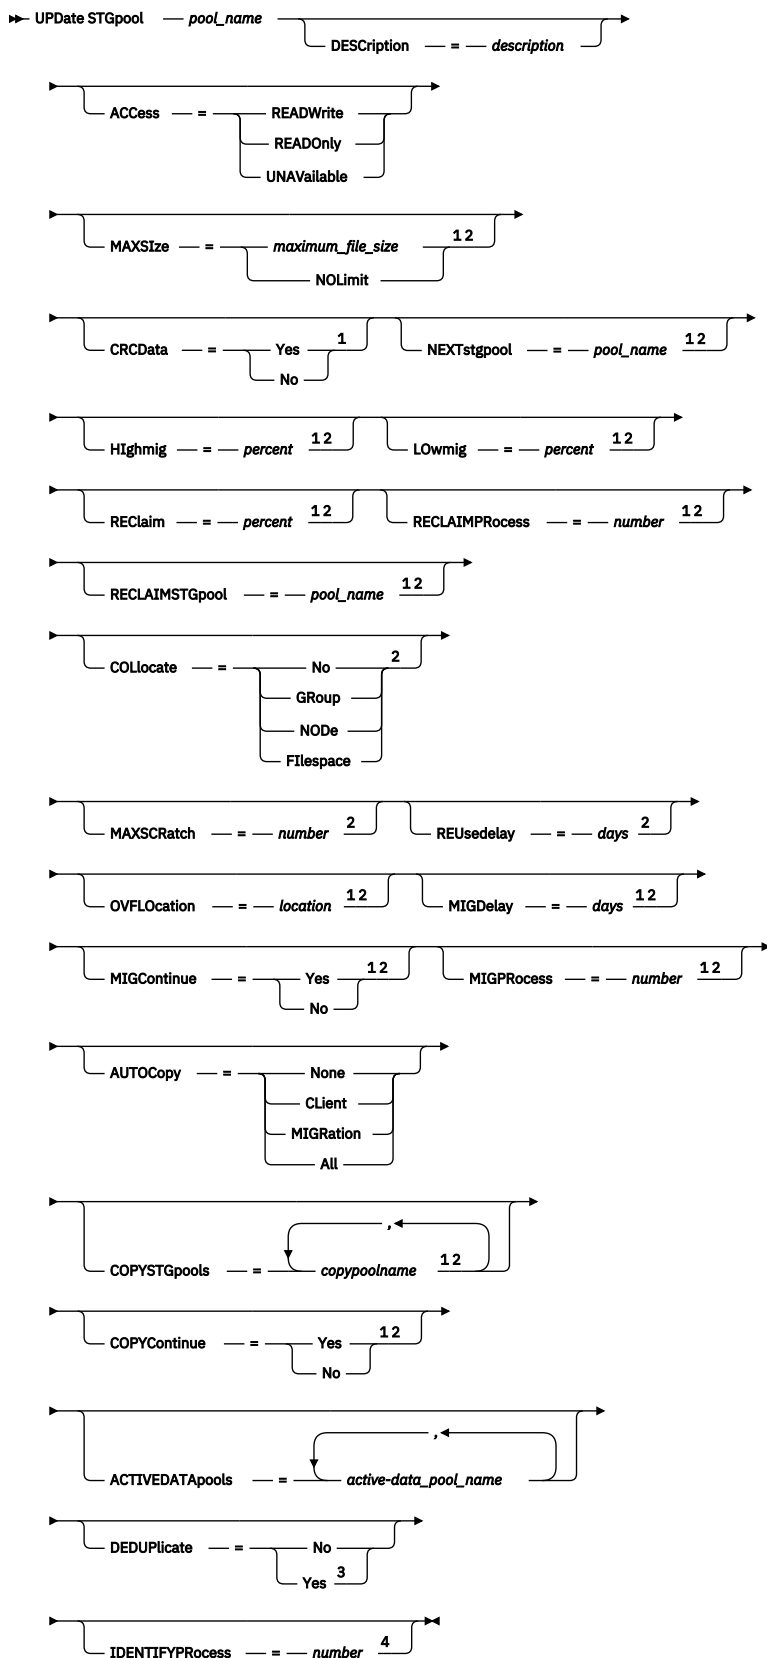 UPDate STGpool — pool_name
DESCription — = — description
ACCess — = READWrite
READOnly
UNAVailable
MAXSIze — = maximum_file_size 1 2
NOLimit
CRCData — = Yes 1 NEXTstgpool — = — pool_name 1 2
No
HIghmig — = — percent 1 2 LOwmig — = — percent 1 2
REClaim — = — percent 1 2 RECLAIMPRocess — = — number 1 2
RECLAIMSTGpool — = — pool_name 1 2
COLlocate — = No 2
GRoup
NODe
FIlespace
MAXSCRatch — = — number 2 REUsedelay — = — days 2
OVFLOcation — = — location 1 2 MIGDelay — = — days 1 2
MIGContinue — = Yes 1 2 MIGPRocess — = — number 1 2
No
AUTOCopy — = None
CLient
MIGRation
All
,
COPYSTGpools — = copypoolname 1 2
COPYContinue — = Yes 1 2
No
,
ACTIVEDATApools — = active-data_pool_name
DEDUPlicate — = No
Yes 3
IDENTIFYPRocess — = — number 4